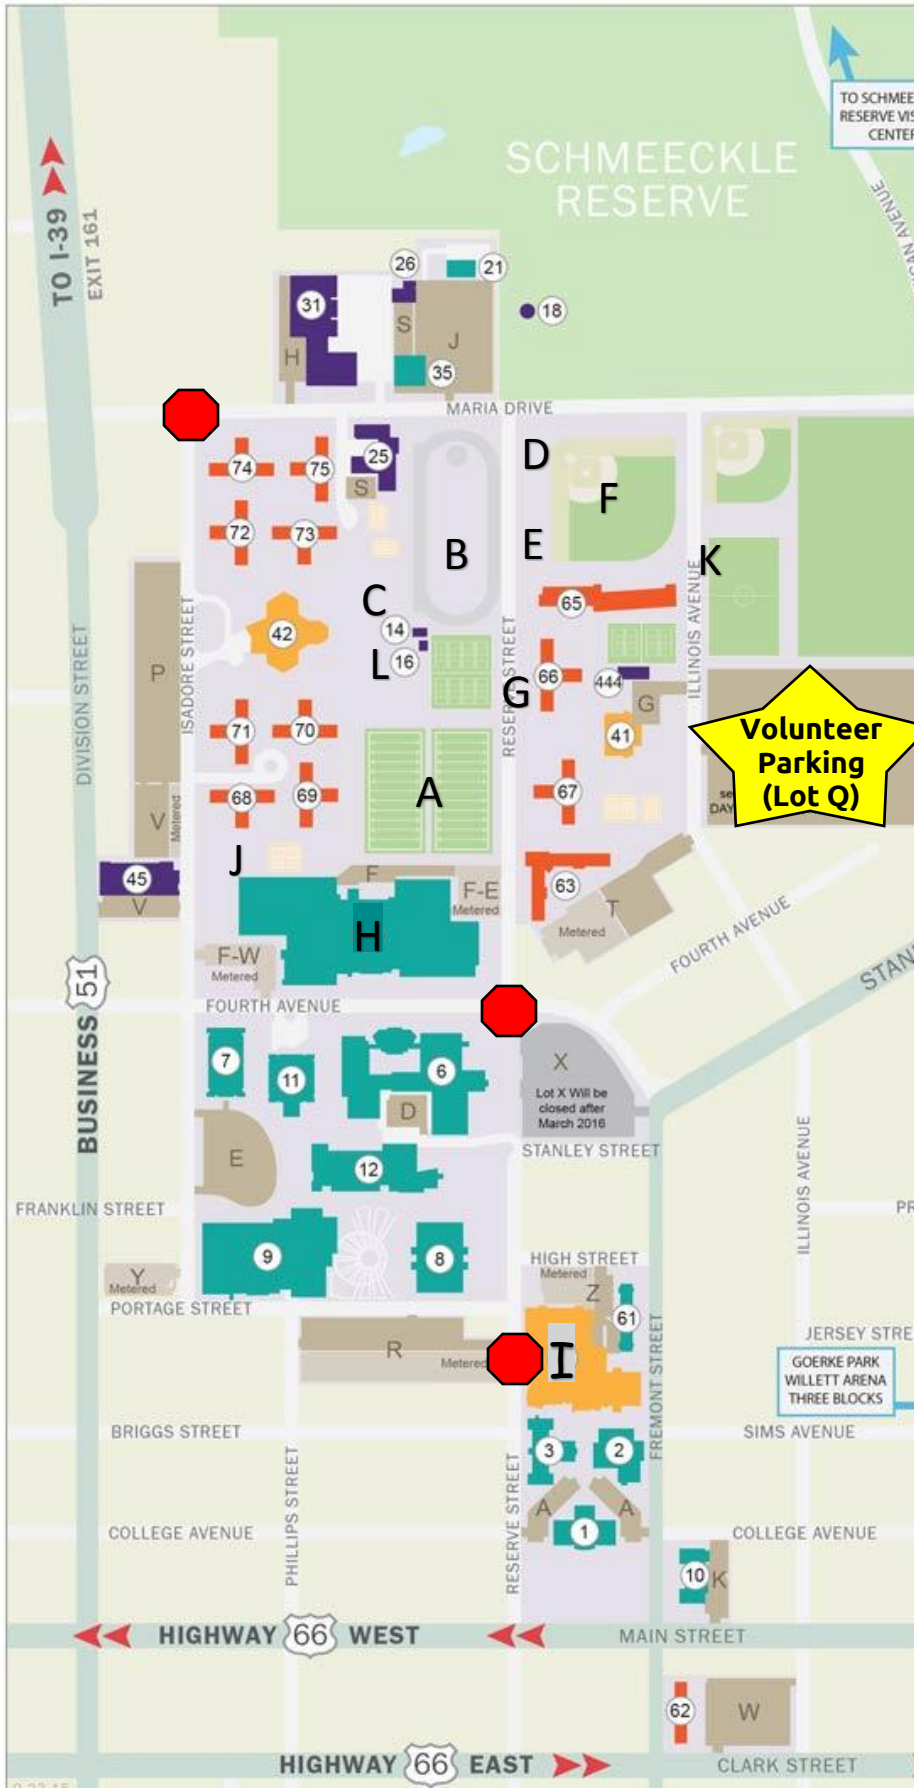 TO SCHMEE
RESERVE VIS
CENTER
SCHMEECKLE
RESERVE
GAN AVENUE
TO I-39
EXIT 161
26
21
31
18
S
J
H
35
MARIA DRIVE
D
74
75
25
S
F
72
73
B
E
K
C
65
14
42
16
L
P
ISADORE STREET
RESERVE STREET
ILLINOIS AVENUE
DIVISION STREET
66
444
G
G
71
70
41
Volunteer
Parking
(Lot Q)
se
DAY
68
69
A
67
V
Metered
J
45
V
F
F-E
Metered
63
T
Metered
H
F-W
Metered
FOURTH AVENUE
STAN
BUSINESS 51
FOURTH AVENUE
7
11
6
X
Lot X Will be
closed after
March 2016
D
STANLEY STREET
E
12
FRANKLIN STREET
PR
ILLINOIS AVENUE
9
8
HIGH STREET
Y
Metered
Metered
Z
61
PORTAGE STREET
R
Metered
I
FREMONT STREET
JERSEY STRE
GOERKE PARK
WILLETT ARENA
THREE BLOCKS
BRIGGS STREET
SIMS AVENUE
3
2
PHILLIPS STREET
RESERVE STREET
A
A
1
COLLEGE AVENUE
COLLEGE AVENUE
10
K
HIGHWAY 66 WEST
MAIN STREET
62
W
HIGHWAY 66 EAST
CLARK STREET